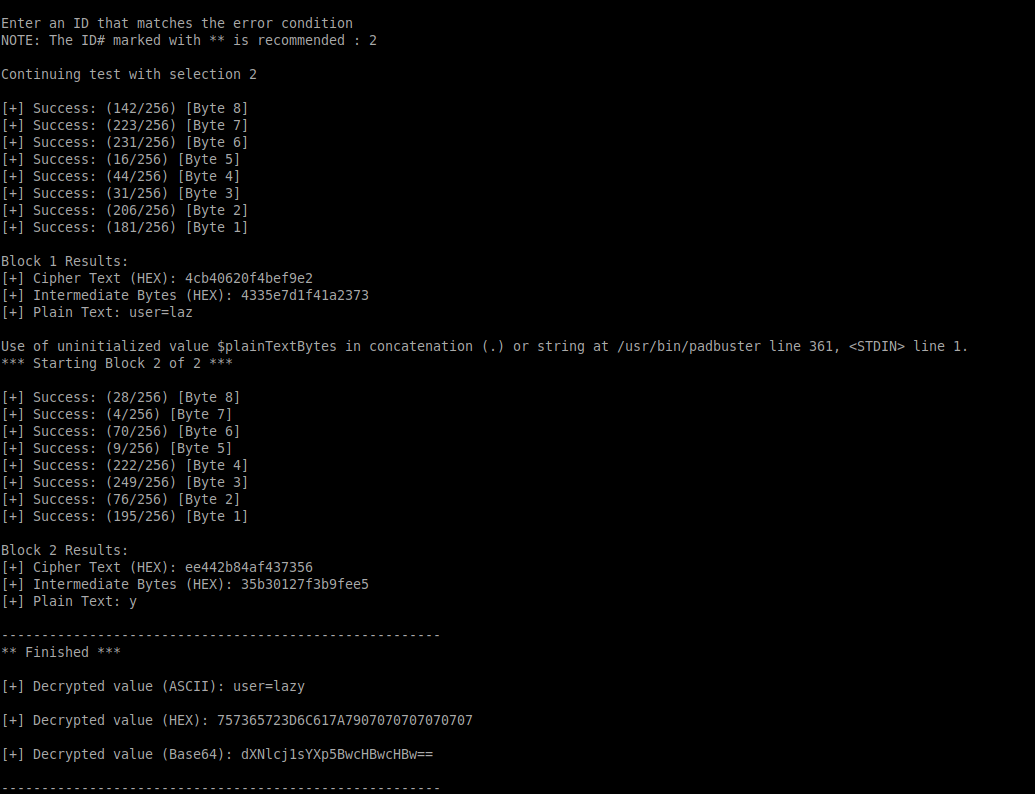 Enter an ID that matches the error condition
NOTE: The ID# marked with ** is recommended : 2
Continuing test with selection 2
[+] Success: (142/256) [Byte 8]
[+] Success: (223/256) [Byte 7]
[+] Success: (231/256) [Byte 6]
[+] Success: (16/256) [Byte 5]
[+] Success: (44/256) [Byte 4]
[+] Success: (31/256) [Byte 3]
[+] Success: (206/256) [Byte 2]
[+] Success: (181/256) [Byte 1]
Block 1 Results:
[+] Cipher Text (HEX): 4cb40620f4bef9e2
[+] Intermediate Bytes (HEX): 4335e7d1f41a2373
[+] Plain Text: user=laz
Use of uninitialized value $plainTextBytes in concatenation (.) or string at /usr/bin/padbuster line 361, <STDIN> line 1.
*** Starting Block 2 of 2 ***
[+] Success: (28/256) [Byte 8]
[+] Success: (4/256) [Byte 7]
[+] Success: (70/256) [Byte 6]
[+] Success: (9/256) [Byte 5]
[+] Success: (222/256) [Byte 4]
[+] Success: (249/256) [Byte 3]
[+] Success: (76/256) [Byte 2]
[+] Success: (195/256) [Byte 1]
Block 2 Results:
[+] Cipher Text (HEX): ee442b84af437356
[+] Intermediate Bytes (HEX): 35b30127f3b9fee5
[+] Plain Text: y
-------------------------------------------------------
** Finished ***
[+] Decrypted value (ASCII): user=lazy
[+] Decrypted value (HEX): 757365723D6C617A7907070707070707
[+] Decrypted value (Base64): dXNlcj1sYXp5BwcHBwcHBw==
-------------------------------------------------------